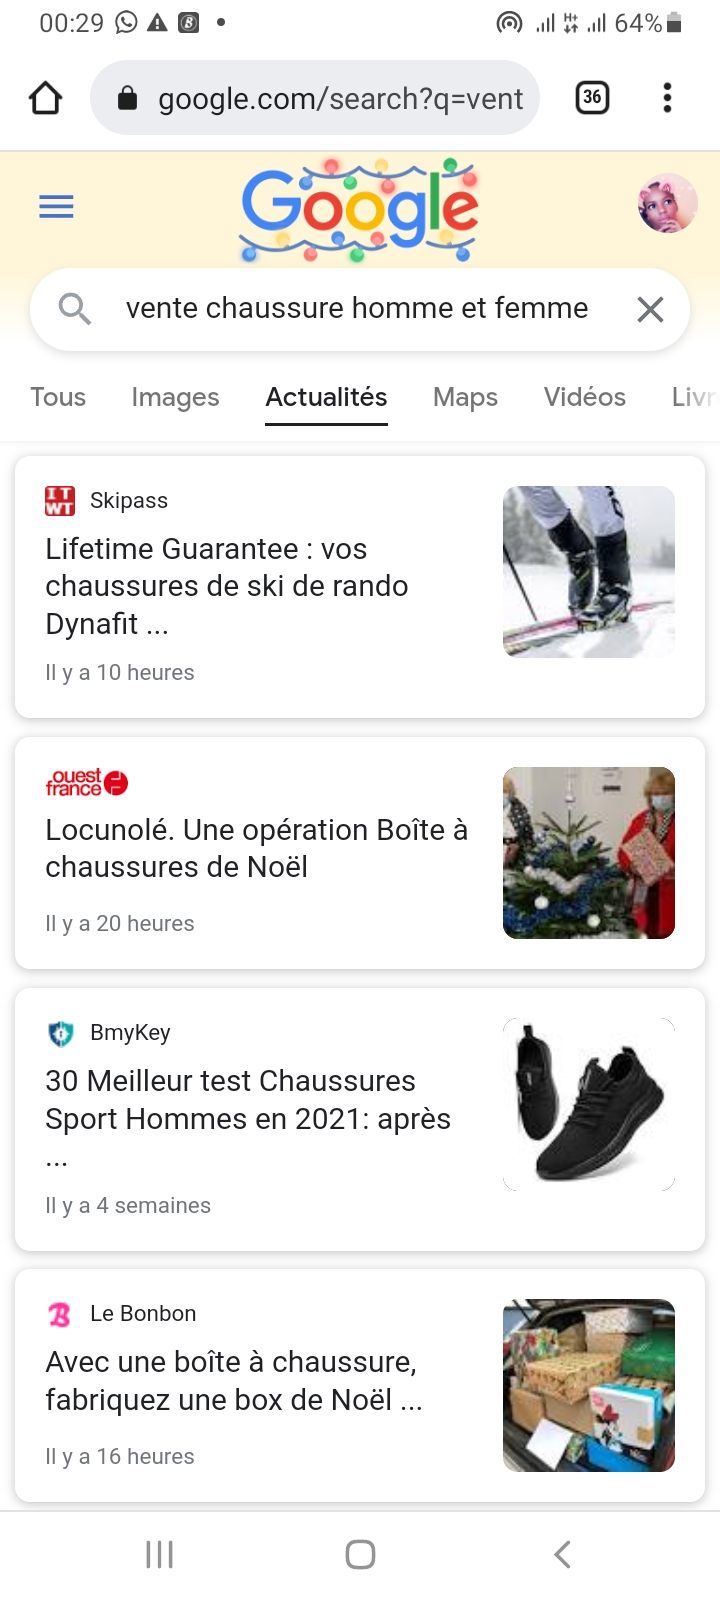 00:29 64%
google.com/search?q=vent 36
Google
vente chaussure homme et femme
Tous Images Actualités Maps Vidéos Livr
IT WT Skipass
Lifetime Guarantee : vos
chaussures de ski de rando
Dynafit ...
Il y a 10 heures
ouest
france
Locunolé. Une opération Boîte à
chaussures de Noël
Il y a 20 heures
BmyKey
30 Meilleur test Chaussures
Sport Hommes en 2021: après
...
Il y a 4 semaines
B Le Bonbon
Avec une boîte à chaussure,
fabriquez une box de Noël ...
Il y a 16 heures